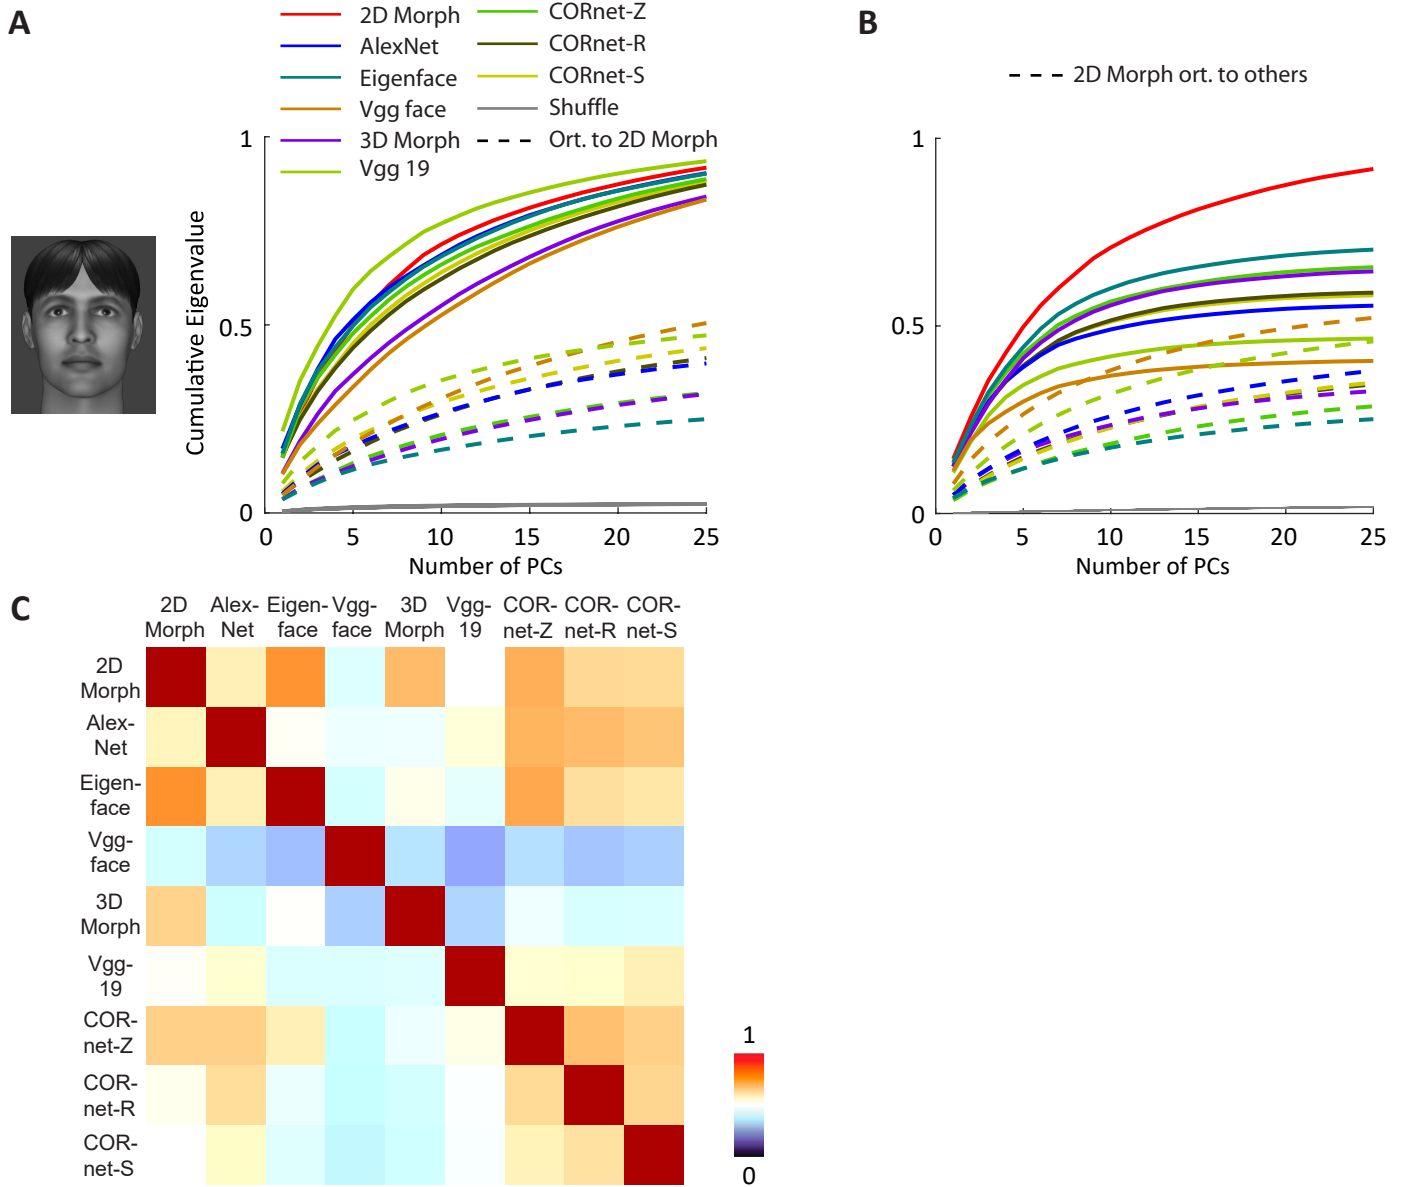 A
2D Morph
AlexNet
Eigenface
Vgg face
3D Morph
Vgg 19
CORnet-Z
CORnet-R
CORnet-S
Shuffle
Ort. to 2D Morph
1
0.5
0
Cumulative Eigenvalue
0 5 10 15 20 25
Number of PCs
B
2D Morph ort. to others
1
0.5
0
0 5 10 15 20 25
Number of PCs
C
2D Alex- Eigen- Vgg- 3D Vgg- COR- COR- COR-
Morph Net face face Morph 19 net-Z net-R net-S
2D
Morph
Alex-
Net
Eigen-
face
Vgg-
face
3D
Morph
Vgg-
19
COR-
net-Z
COR-
net-R
COR-
net-S
1
0